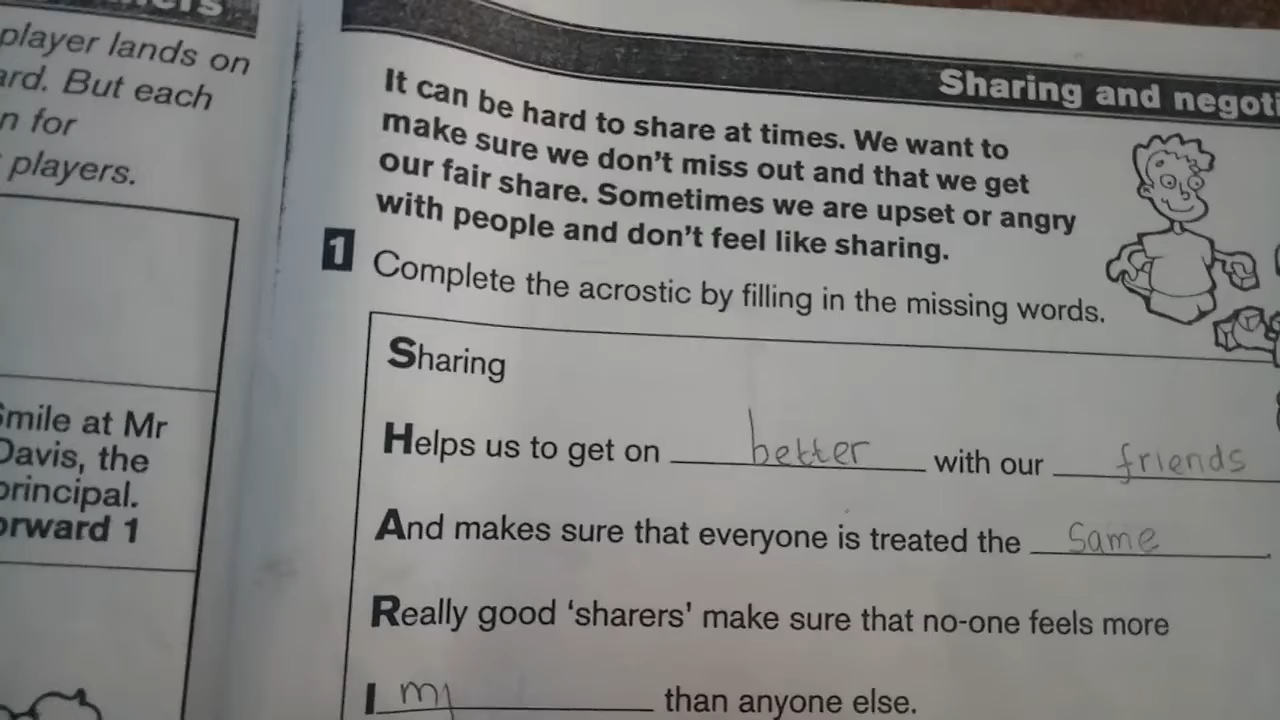 player lands on
ard. But each
n for
players.
Smile at Mr
Davis, the
principal.
orward 1
Sharing and negoti
It can be hard to share at times. We want to
make sure we don't miss out and that we get
our fair share. Sometimes we are upset or angry
with people and don't feel like sharing.
1 Complete the acrostic by filling in the missing words.
Sharing
Helps us to get on better with our friends
And makes sure that everyone is treated the same.
Really good 'sharers' make sure that no-one feels more
I my than anyone else.